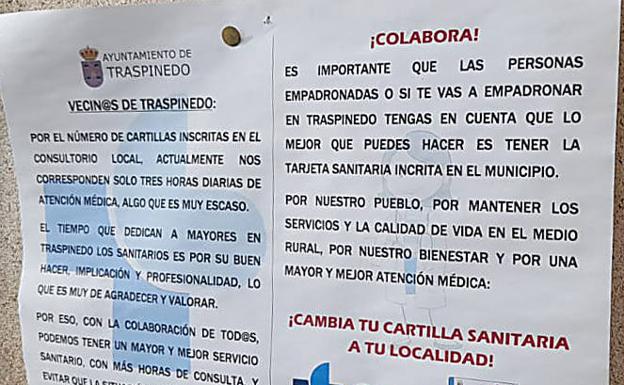 AYUNTAMIENTO DE
TRASPINEDO
VECIN@S DE TRASPINEDO:
POR EL NÚMERO DE CARTILLAS INSCRITAS EN EL
CONSULTORIO LOCAL, ACTUALMENTE NOS
CORRESPONDEN SOLO TRES HORAS DIARIAS DE
ATENCIÓN MÉDICA, ALGO QUE ES MUY ESCASO.
EL TIEMPO QUE DEDICAN A MAYORES EN
TRASPINEDO LOS SANITARIOS ES POR SU BUEN
HACER, IMPLICACIÓN Y PROFESIONALIDAD, LO
QUE ES MUY DE AGRADECER Y VALORAR.
POR ESO, CON LA COLABORACIÓN DE TOD@S,
PODEMOS TENER UN MAYOR Y MEJOR SERVICIO
SANITARIO, CON MÁS HORAS DE CONSULTA, Y
EVITAR QUE LA
¡COLABORA!
ES IMPORTANTE QUE LAS PERSONAS
EMPADRONADAS O SI TE VAS A EMPADRONAR
EN TRASPINEDO TENGAS EN CUENTA QUE LO
MEJOR QUE PUEDES HACER ES TENER LA
TARJETA SANITARIA INCRITA EN EL MUNICIPIO.
POR NUESTRO PUEBLO, POR MANTENER LOS
SERVICIOS Y LA CALIDAD DE VIDA EN EL MEDIO
RURAL, POR NUESTRO BIENESTAR Y POR UNA
MAYOR Y MEJOR ATENCIÓN MÉDICA:
¡CAMBIA TU CARTILLA SANITARIA
A TU LOCALIDAD!